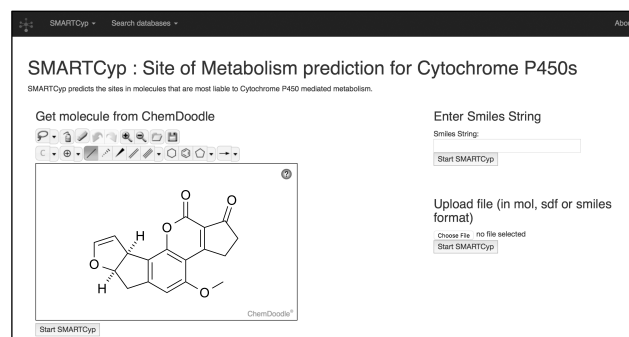 SMARTCyp Search databases Abou
SMARTCyp : Site of Metabolism prediction for Cytochrome P450s
SMARTCyp predicts the sites in molecules that are most liable to Cytochrome P450 mediated metabolism.
Get molecule from ChemDoodle
C
?
O
O
O
H
O
H
O
ChemDoodle®
Start SMARTCyp
Enter Smiles String
Smiles String:
Start SMARTCyp
Upload file (in mol, sdf or smiles
format)
Choose File no file selected
Start SMARTCyp